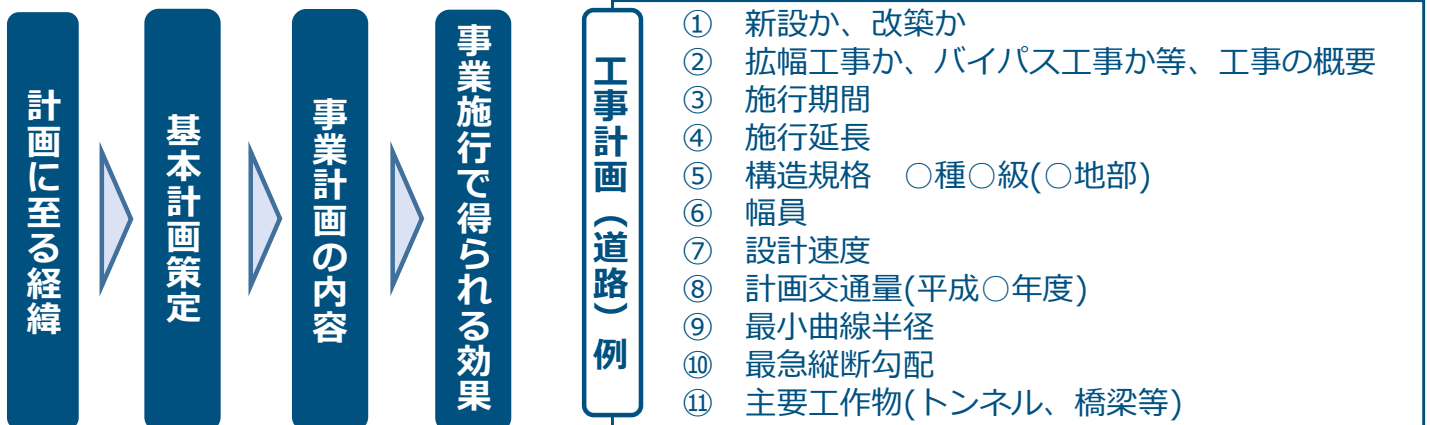 計画に至る経緯
基本計画策定
事業計画の内容
事業施行で得られる効果
工事計画（道路）例
① 新設か、改築か
② 拡幅工事か、バイパス工事か等、工事の概要
③ 施行期間
④ 施行延長
⑤ 構造規格　○種○級(○地部)
⑥ 幅員
⑦ 設計速度
⑧ 計画交通量(平成○年度)
⑨ 最小曲線半径
⑩ 最急縦断勾配
⑪ 主要工作物(トンネル、橋梁等)